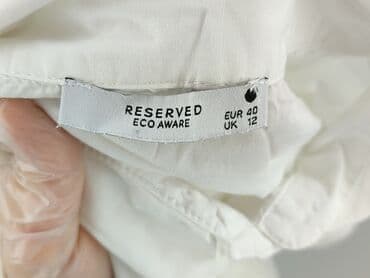 RESERVED
ECO AWARE
EUR 40
UK 12